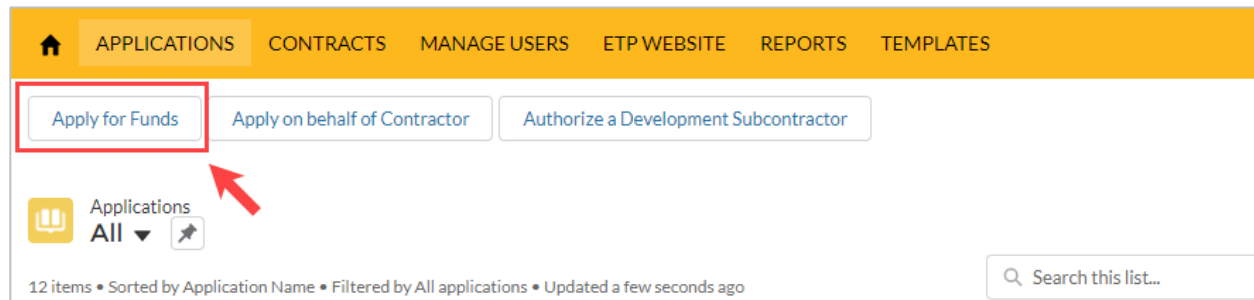 APPLICATIONS CONTRACTS MANAGE USERS ETP WEBSITE REPORTS TEMPLATES
Apply for Funds Apply on behalf of Contractor Authorize a Development Subcontractor
Applications
All
12 items • Sorted by Application Name • Filtered by All applications • Updated a few seconds ago
Search this list...